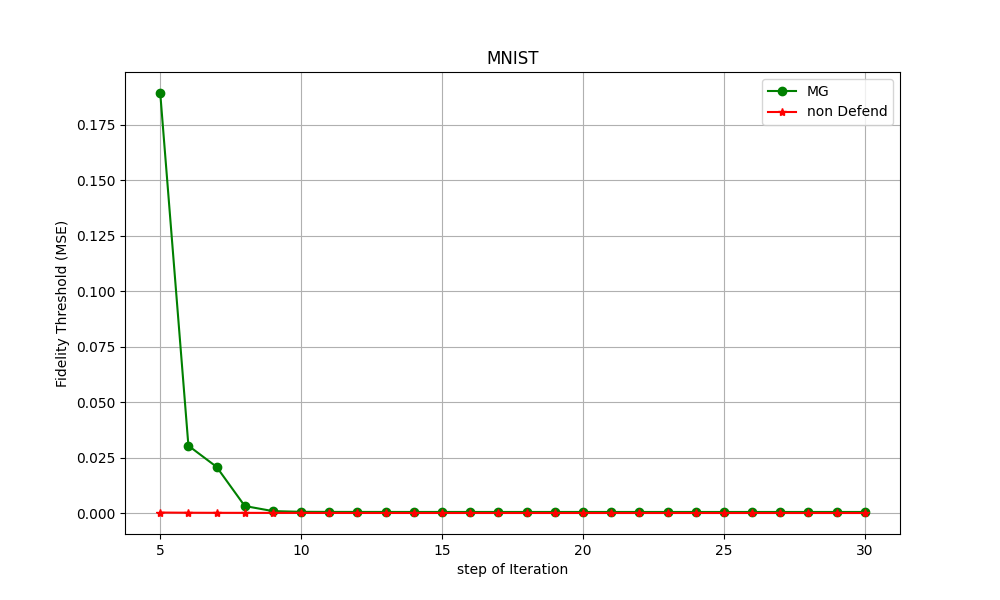 MNIST
MG
non Defend
Fidelity Threshold (MSE)
0.175
0.150
0.125
0.100
0.075
0.050
0.025
0.000
5 10 15 20 25 30
step of Iteration